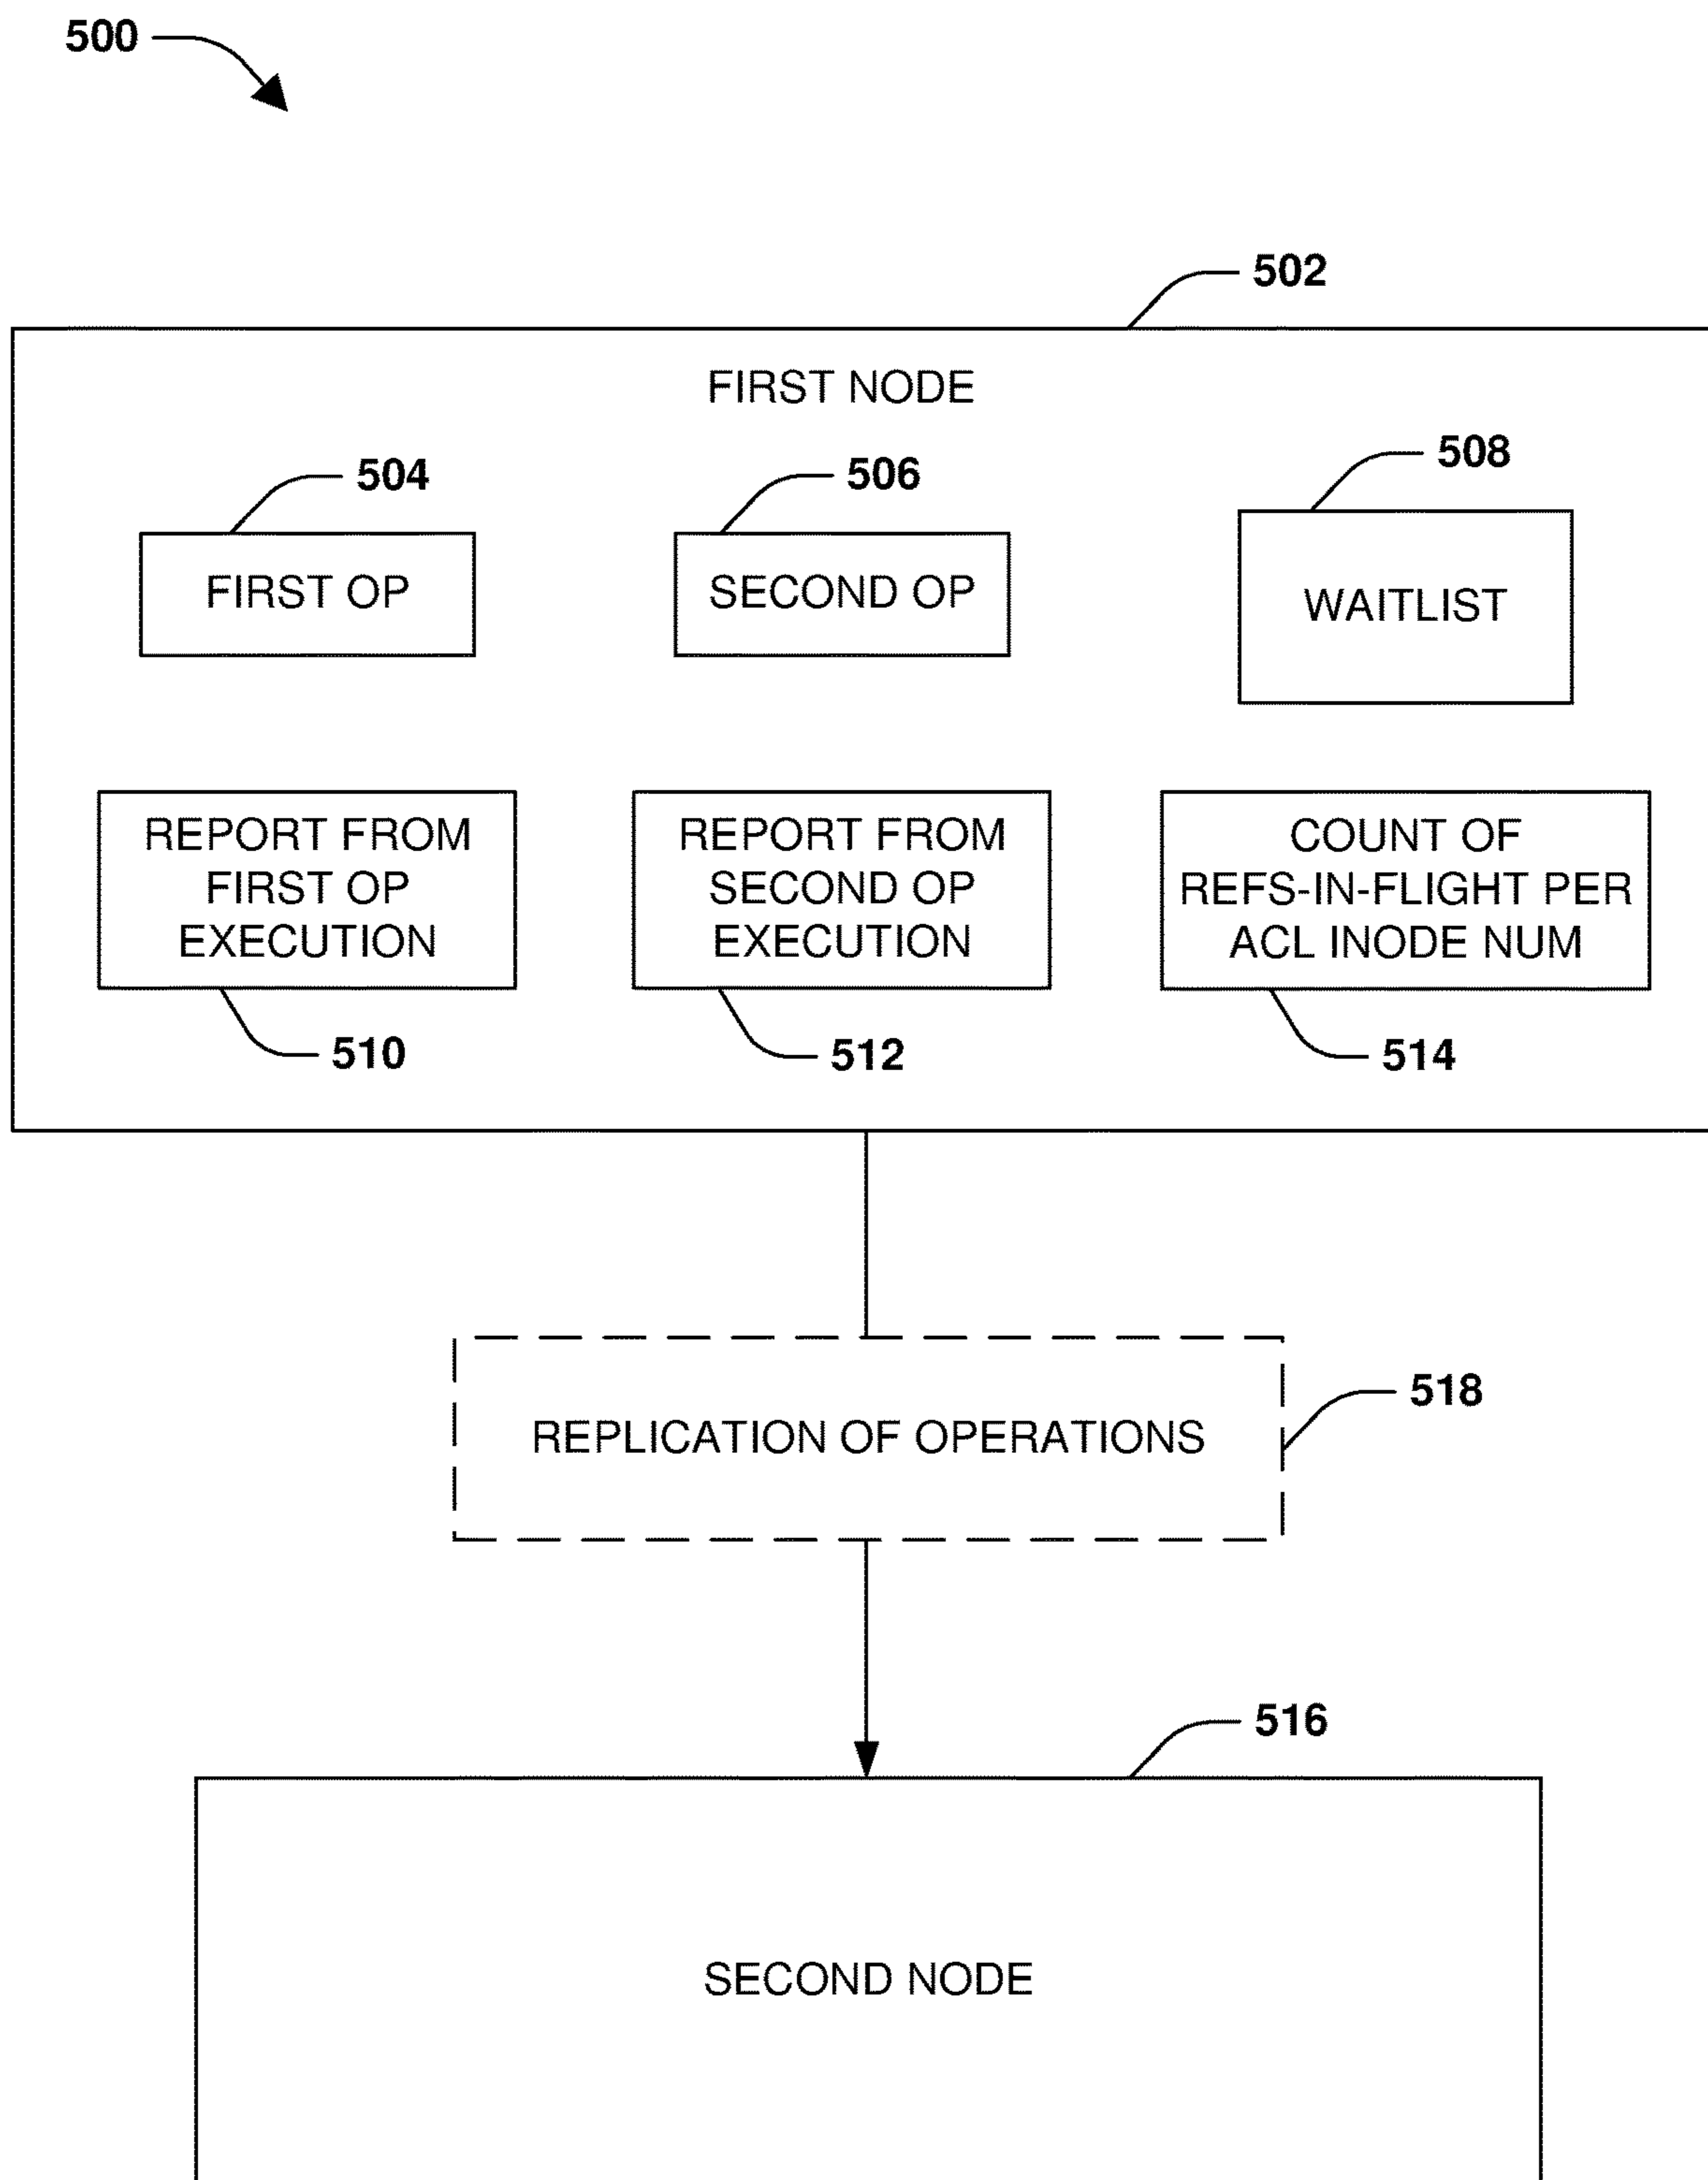 500
502
FIRST NODE
504
506
508
FIRST OP
SECOND OP
WAITLIST
REPORT FROM
FIRST OP
EXECUTION
REPORT FROM
SECOND OP
EXECUTION
COUNT OF
REFS-IN-FLIGHT PER
ACL INODE NUM
510
512
514
REPLICATION OF OPERATIONS
518
516
SECOND NODE